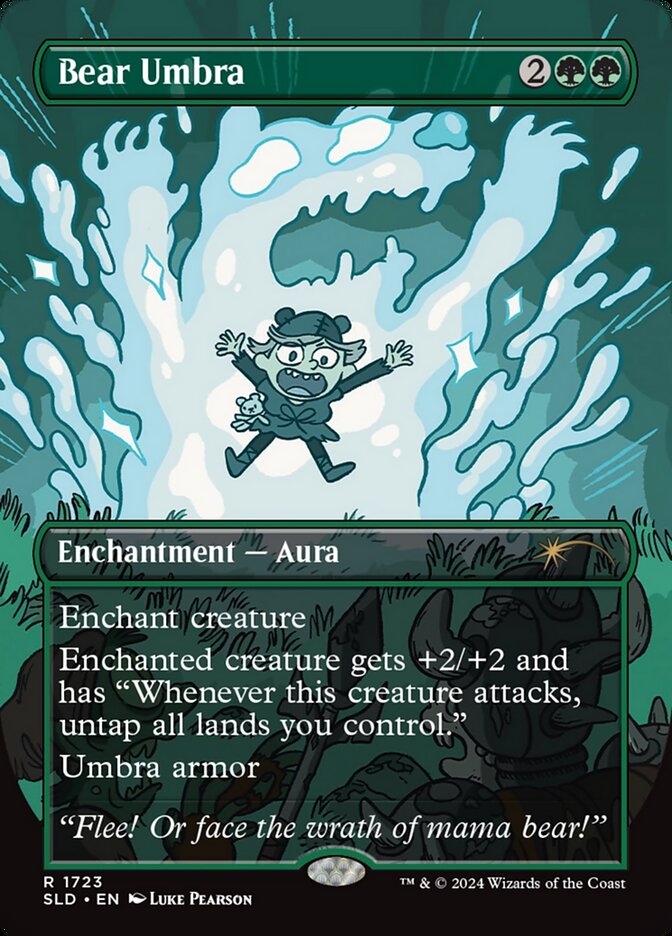 Bear Umbra 2
Enchantment — Aura
Enchant creature
Enchanted creature gets +2/+2 and
has “Whenever this creature attacks,
untap all lands you control.”
Umbra armor
“Flee! Or face the wrath of mama bear!”
R 1723
SLD • EN Luke Pearson
™ & © 2024 Wizards of the Coast